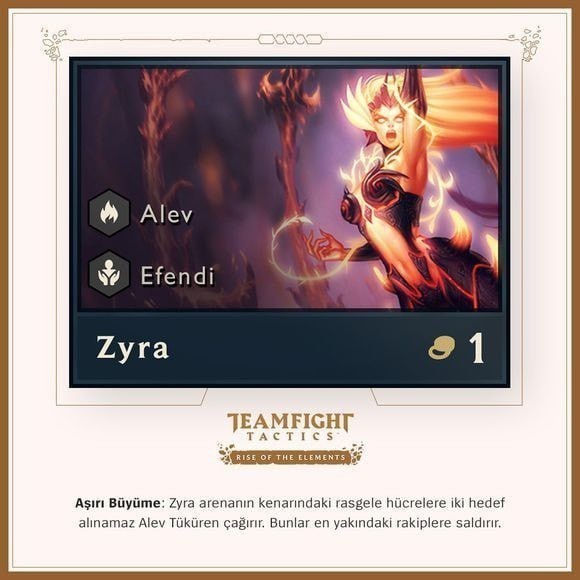 Alev
Efendi
Zyra
1
TEAMFIGHT
TACTICS
RISE OF THE ELEMENTS
Aşırı Büyüme: Zyra arenanın kenarındaki rasgele hücrelere iki hedef
alınamaz Alev Tüküren çağırır. Bunlar en yakındaki rakiplere saldırır.